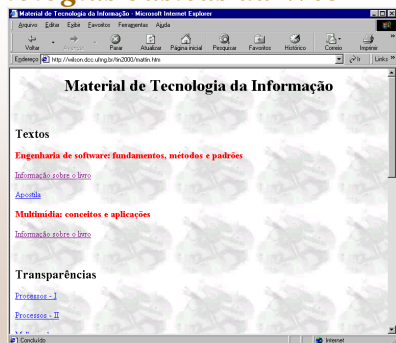 Material de Tecnologia da Informação - Microsoft Internet Explorer
Arquivo Editar Exibir Favoritos Ferramentas Ajuda
Voltar Avançar Parar Atualizar Página inicial Pesquisar Favoritos Histórico Correio Imprimir
Endereço http://wilson.dcc.ufmg.br/tin2000/mattin.htm Ir Links
Material de Tecnologia da Informação
Textos
Engenharia de software: fundamentos, métodos e padrões
Informação sobre o livro
Apostila
Multimídia: conceitos e aplicações
Informação sobre o livro
Transparências
Processos - I
Processos - II
Concluído Internet